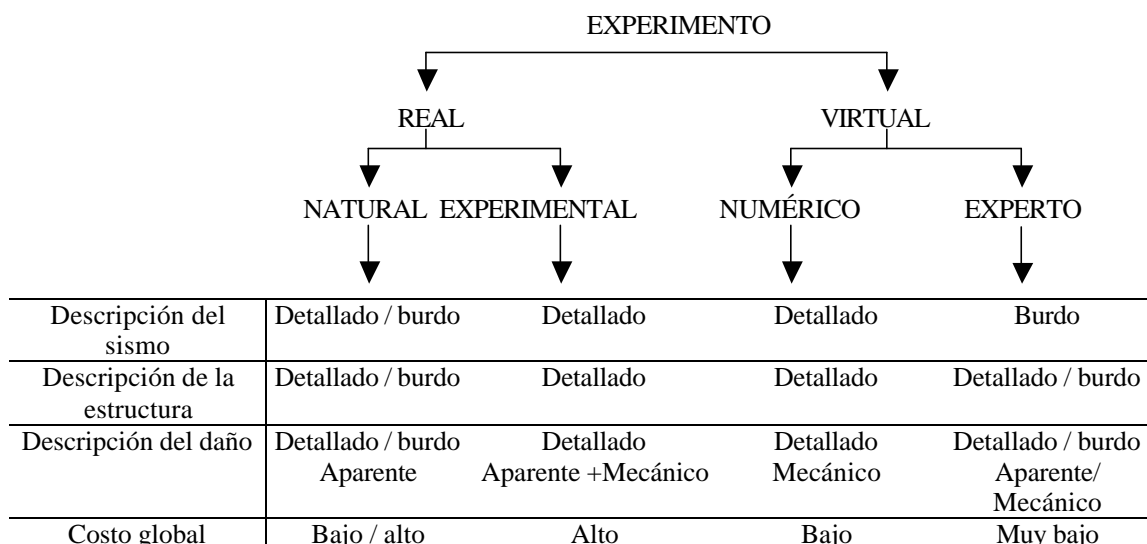 EXPERIMENTO
REAL VIRTUAL
NATURAL EXPERIMENTAL NUMÉRICO EXPERTO
Descripción del Detallado / burdo Detallado Detallado Burdo
sismo
Descripción de la Detallado / burdo Detallado Detallado Detallado / burdo
estructura
Descripción del daño Detallado / burdo Detallado Detallado Detallado / burdo
Aparente Aparente +Mecánico Mecánico Aparente/
Mecánico
Costo global Bajo / alto Alto Bajo Muy bajo